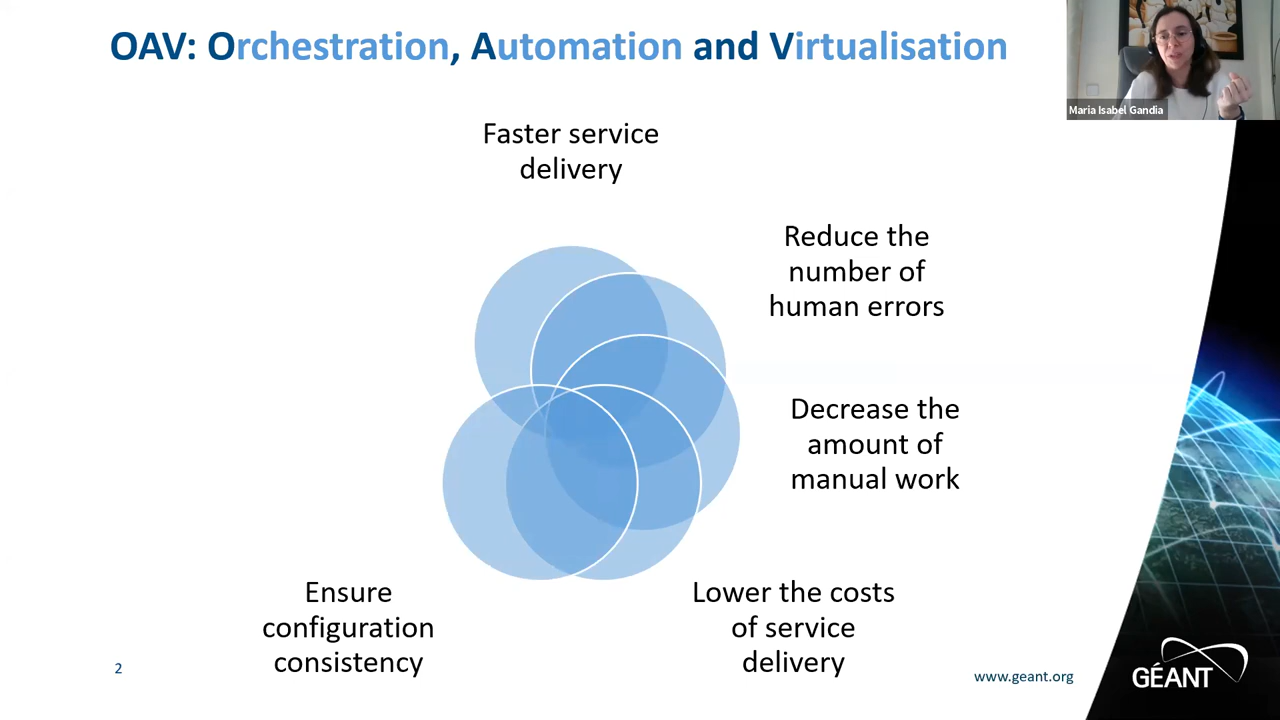 OAV: Orchestration, Automation and Virtualisation
Maria Isabel Gandia
Faster service
delivery
Reduce the
number of
human errors
Decrease the
amount of
manual work
Ensure
configuration
consistency
Lower the costs
of service
delivery
2
www.geant.org
GÉANT